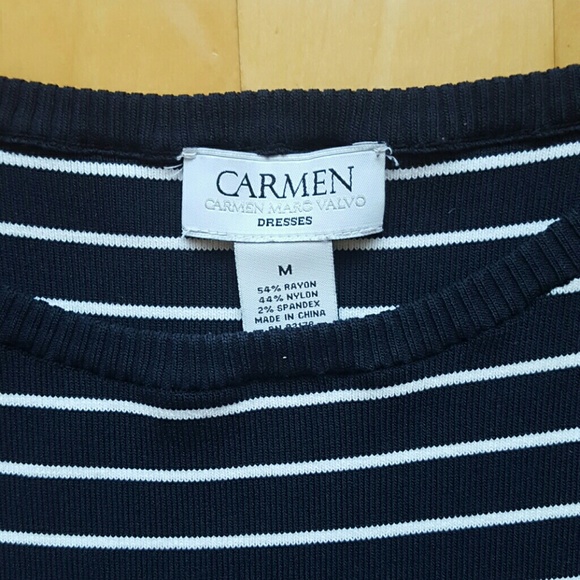 CARMEN
CARMEN MARC VALVO
DRESSES
M
54% RAYON
44% NYLON
2% SPANDEX
MADE IN CHINA